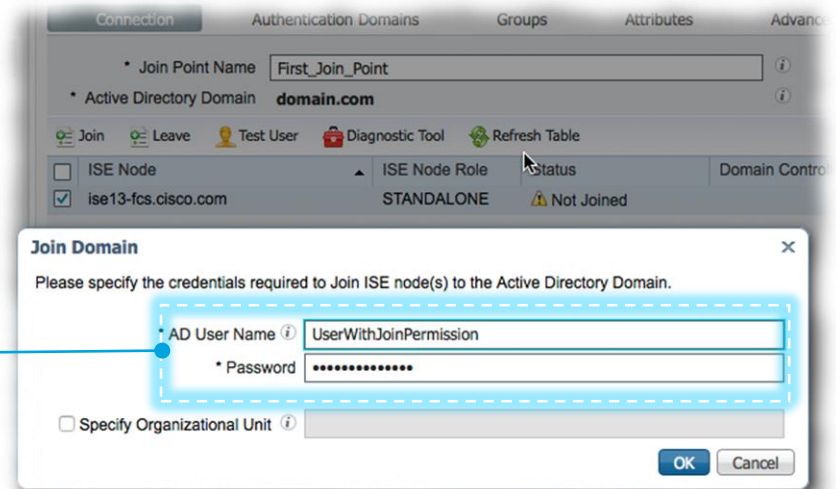 Connection Authentication Domains Groups Attributes
* Join Point Name First_Join_Point
* Active Directory Domain domain.com
Join Leave Test User Diagnostic Tool Refresh Table
ISE Node ISE Node Role Status Domain Contro
ise13-fcs.cisco.com STANDALONE Not Joined
Join Domain
Please specify the credentials required to Join ISE node(s) to the Active Directory Domain.
* AD User Name UserWithJoinPermission
* Password ••••••••••••••
Specify Organizational Unit
OK Cancel